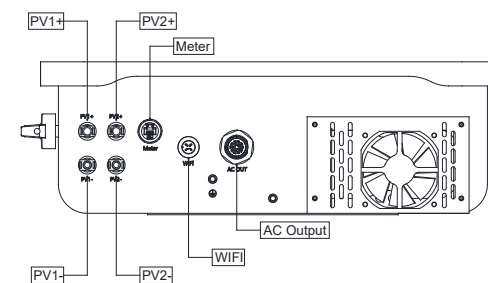 PV1+ PV2+
Meter
PV1+ PV2+
Meter
WIFI
AC OUT
PV1- PV2-
AC Output
WIFI
PV1- PV2-